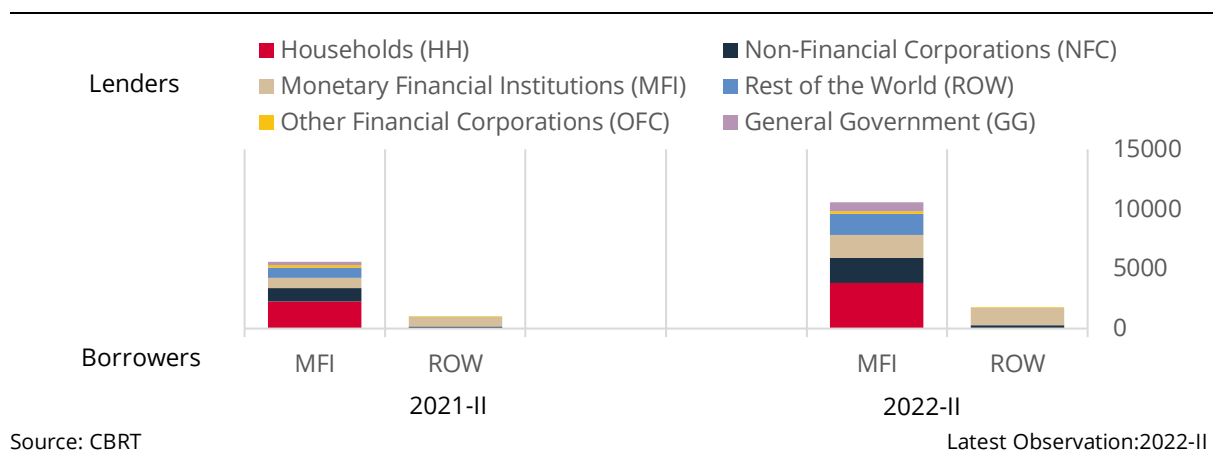 Households (HH) Non-Financial Corporations (NFC)
Lenders
Monetary Financial Institutions (MFI) Rest of the World (ROW)
Other Financial Corporations (OFC) General Government (GG)
15000
10000
5000
0
Borrowers MFI ROW MFI ROW
2021-II 2022-II
Source: CBRT Latest Observation:2022-II